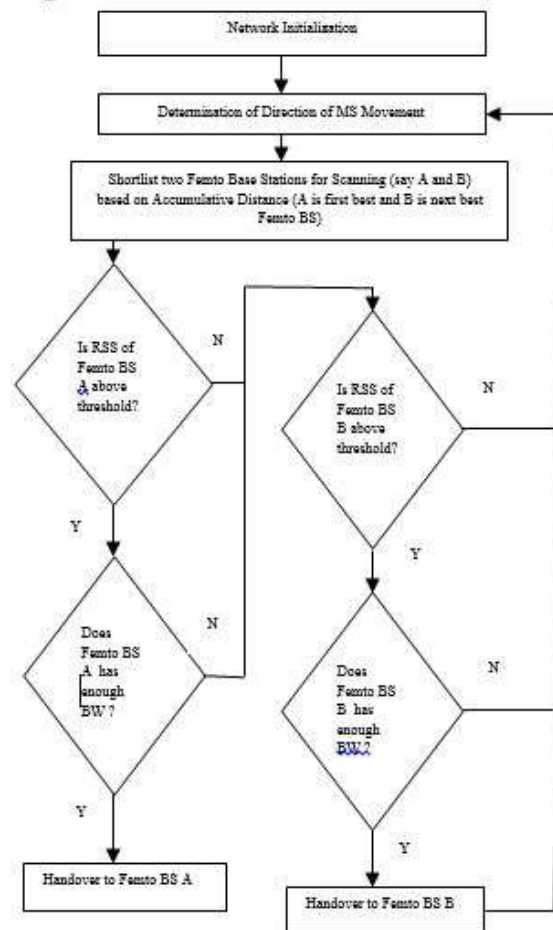 Network Initialization
Determination of Direction of MS Movement
Shortlist two Femto Base Stations for Scanning (say A and B)
based on Accumulative Distance (A is first best and B is next best
Femto BS)
Is RSS of
Femto BS
A above
threshold?
N
Y
Does
Femto BS
A has
enough
BW ?
N
Y
Handover to Femto BS A
Is RSS of
Femto BS
B above
threshold?
N
Y
Does
Femto BS
B has
enough
BW ?
N
Y
Handover to Femto BS B